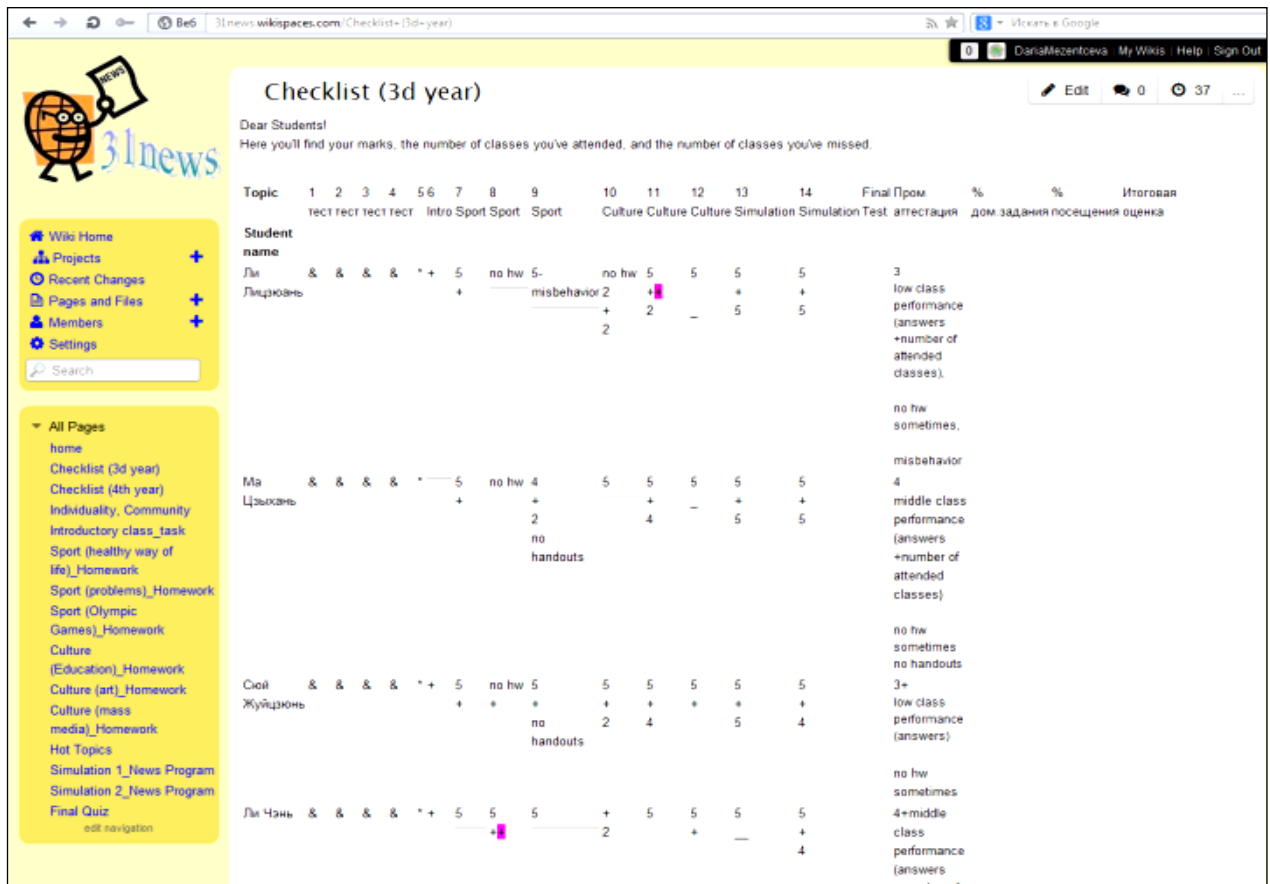 Веб 31news.wikispaces.com/Checklist+(3d+year) Искать в Google
0 DariaMezentceva My Wikis Help Sign Out
NEWS
31news
Checklist (3d year)
Edit 0 37 ...
Dear Students!
Here you'll find your marks, the number of classes you've attended, and the number of classes you've missed.
Topic 1 2 3 4 5 6 7 8 9 10 11 12 13 14 Final Пром. % % Итоговая
тест тест тест тест Intro Sport Sport Sport Culture Culture Culture Simulation Simulation Test аттестация дом. задания посещения оценка
Student
name
Ли & & & & * + 5 no hw 5- no hw 5 5 5 5 3
Лицзюань + misbehavior 2 ++ + + low class
+ 2 _ 5 5 performance
2 (answers
+number of
attended
classes),
no hw
sometimes,
misbehavior
Ма & & & & * 5 no hw 4 5 5 5 5 5 4
Цзыхань + + + _ + + middle class
2 4 5 5 performance
no (answers
handouts +number of
attended
classes)
no hw
sometimes
no handouts
Сюй & & & & * + 5 no hw 5 5 5 5 5 5 3+
Жуйцзюнь + + + + + + + + low class
no 2 4 5 4 performance
handouts (answers)
no hw
sometimes
Ли Чэнь & & & & * + 5 5 5 + 5 5 5 5 4+middle
++ 2 + __ + class
4 performance
(answers
Wiki Home
Projects +
Recent Changes
Pages and Files +
Members +
Settings
Search
All Pages
home
Checklist (3d year)
Checklist (4th year)
Individuality, Community
Introductory class_task
Sport (healthy way of
life)_Homework
Sport (problems)_Homework
Sport (Olympic
Games)_Homework
Culture
(Education)_Homework
Culture (art)_Homework
Culture (mass
media)_Homework
Hot Topics
Simulation 1_News Program
Simulation 2_News Program
Final Quiz
edit navigation